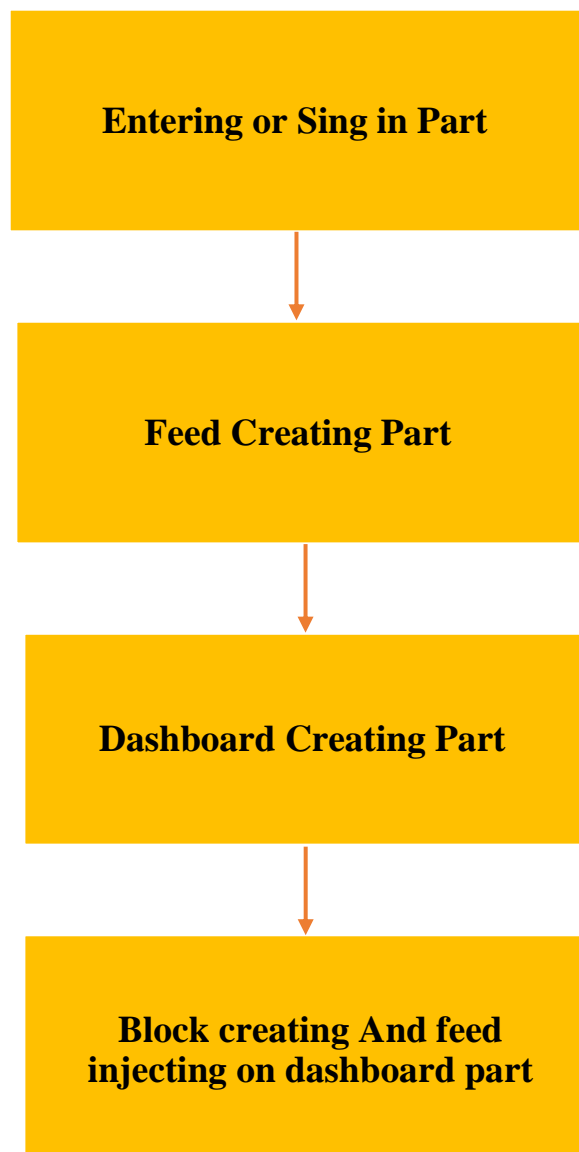 Entering or Sing in Part
Feed Creating Part
Dashboard Creating Part
Block creating And feed
injecting on dashboard part